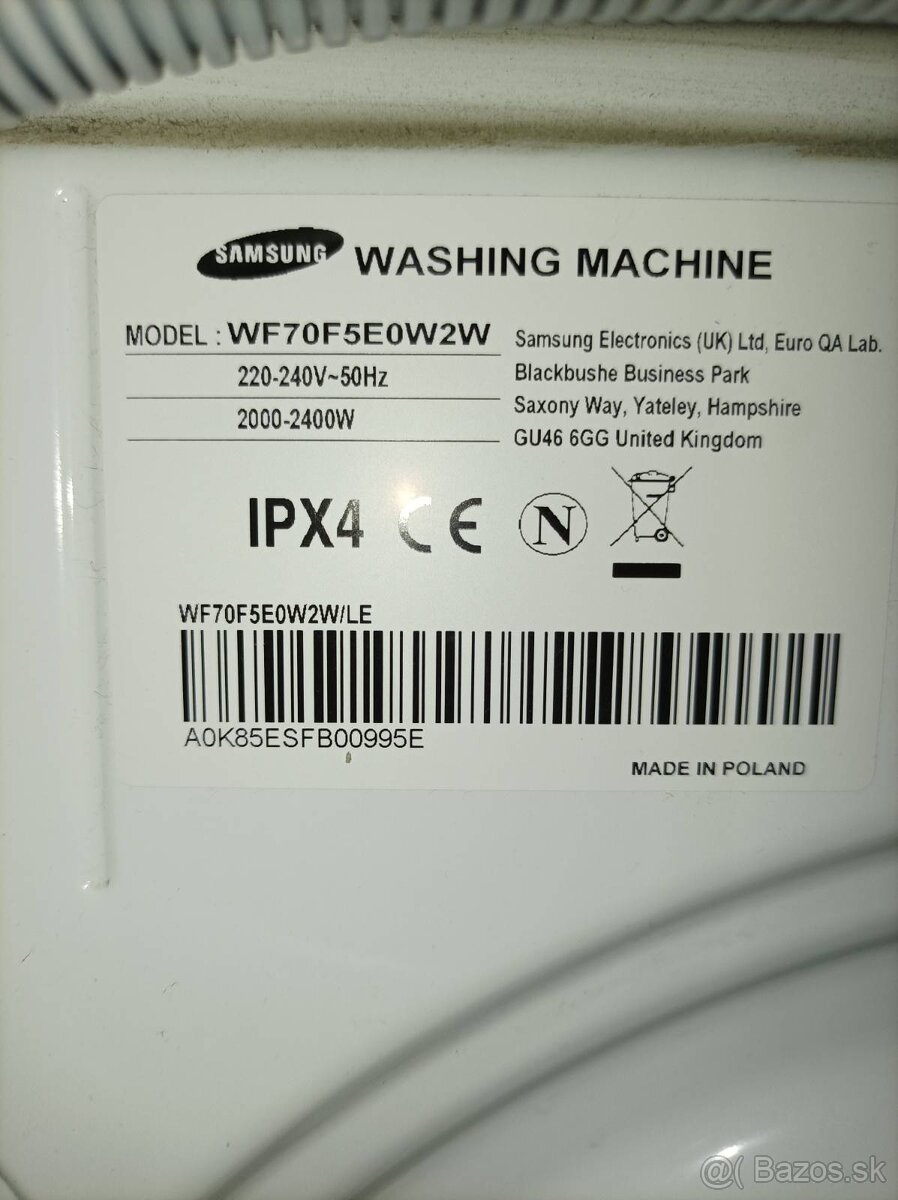 SAMSUNG WASHING MACHINE
MODEL : WF70F5E0W2W
220-240V~50Hz
2000-2400W
Samsung Electronics (UK) Ltd, Euro QA Lab.
Blackbushe Business Park
Saxony Way, Yateley, Hampshire
GU46 6GG United Kingdom
IPX4 CE N
WF70F5E0W2W/LE
A0K85ESFB00995E
MADE IN POLAND
@( Bazos.sk